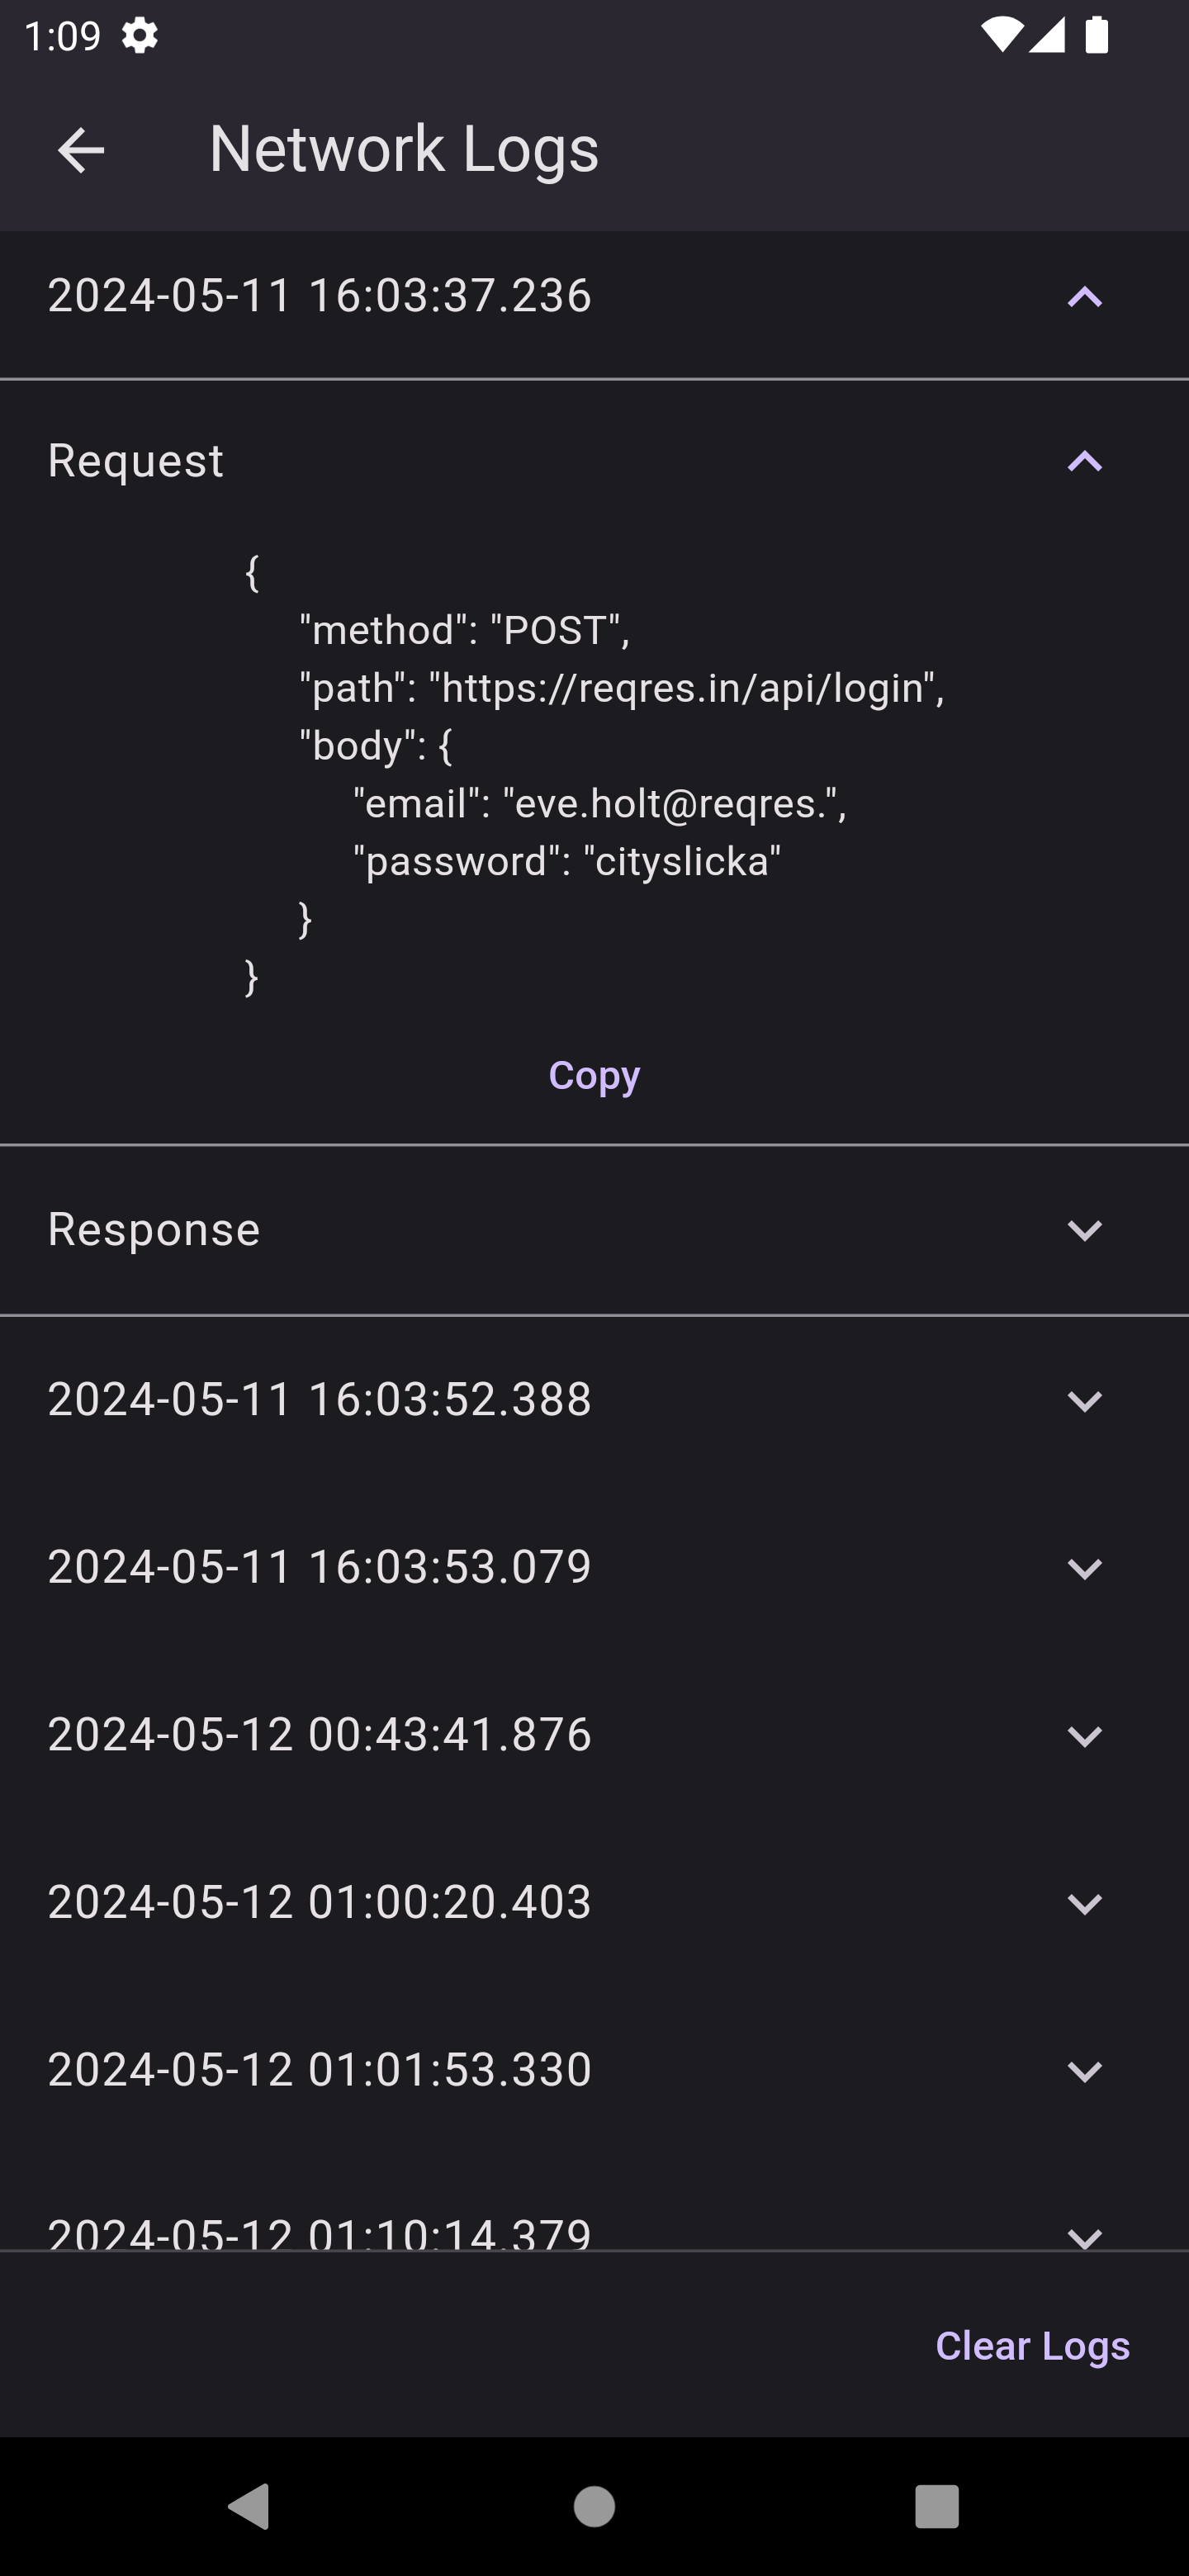 1:09
Network Logs
2024-05-11 16:03:37.236
Request
{
"method": "POST",
"path": "https://reqres.in/api/login",
"body": {
"email": "eve.holt@reqres.",
"password": "cityslicka"
}
}
Copy
Response
2024-05-11 16:03:52.388
2024-05-11 16:03:53.079
2024-05-12 00:43:41.876
2024-05-12 01:00:20.403
2024-05-12 01:01:53.330
2024-05-12 01:10:14.379
Clear Logs